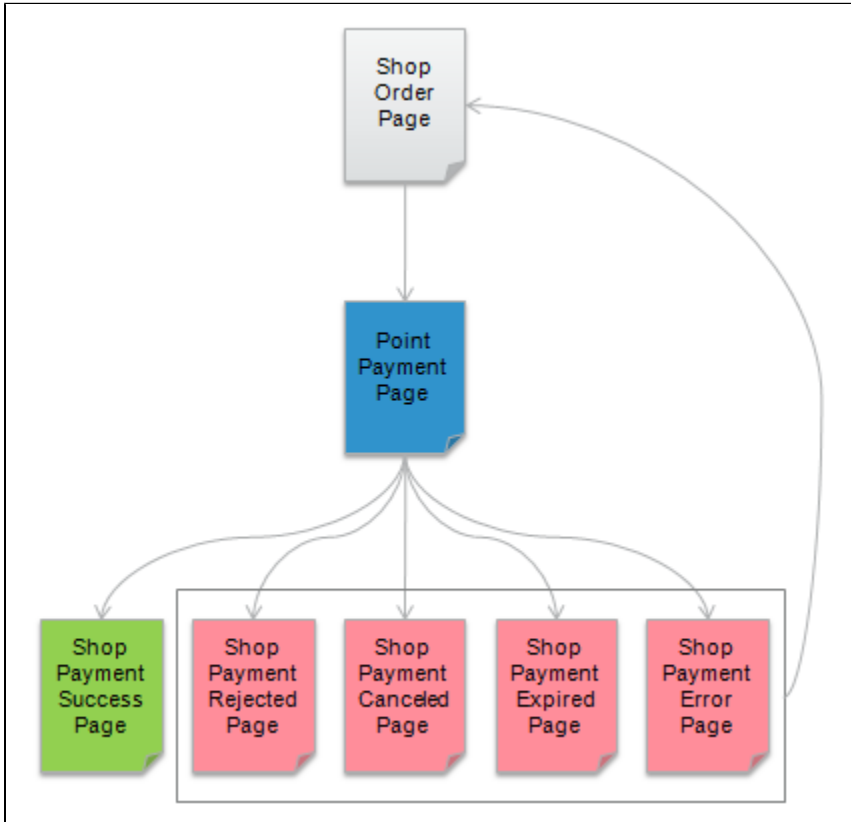 Shop
Order
Page
Point
Payment
Page
Shop
Payment
Success
Page
Shop
Payment
Rejected
Page
Shop
Payment
Canceled
Page
Shop
Payment
Expired
Page
Shop
Payment
Error
Page